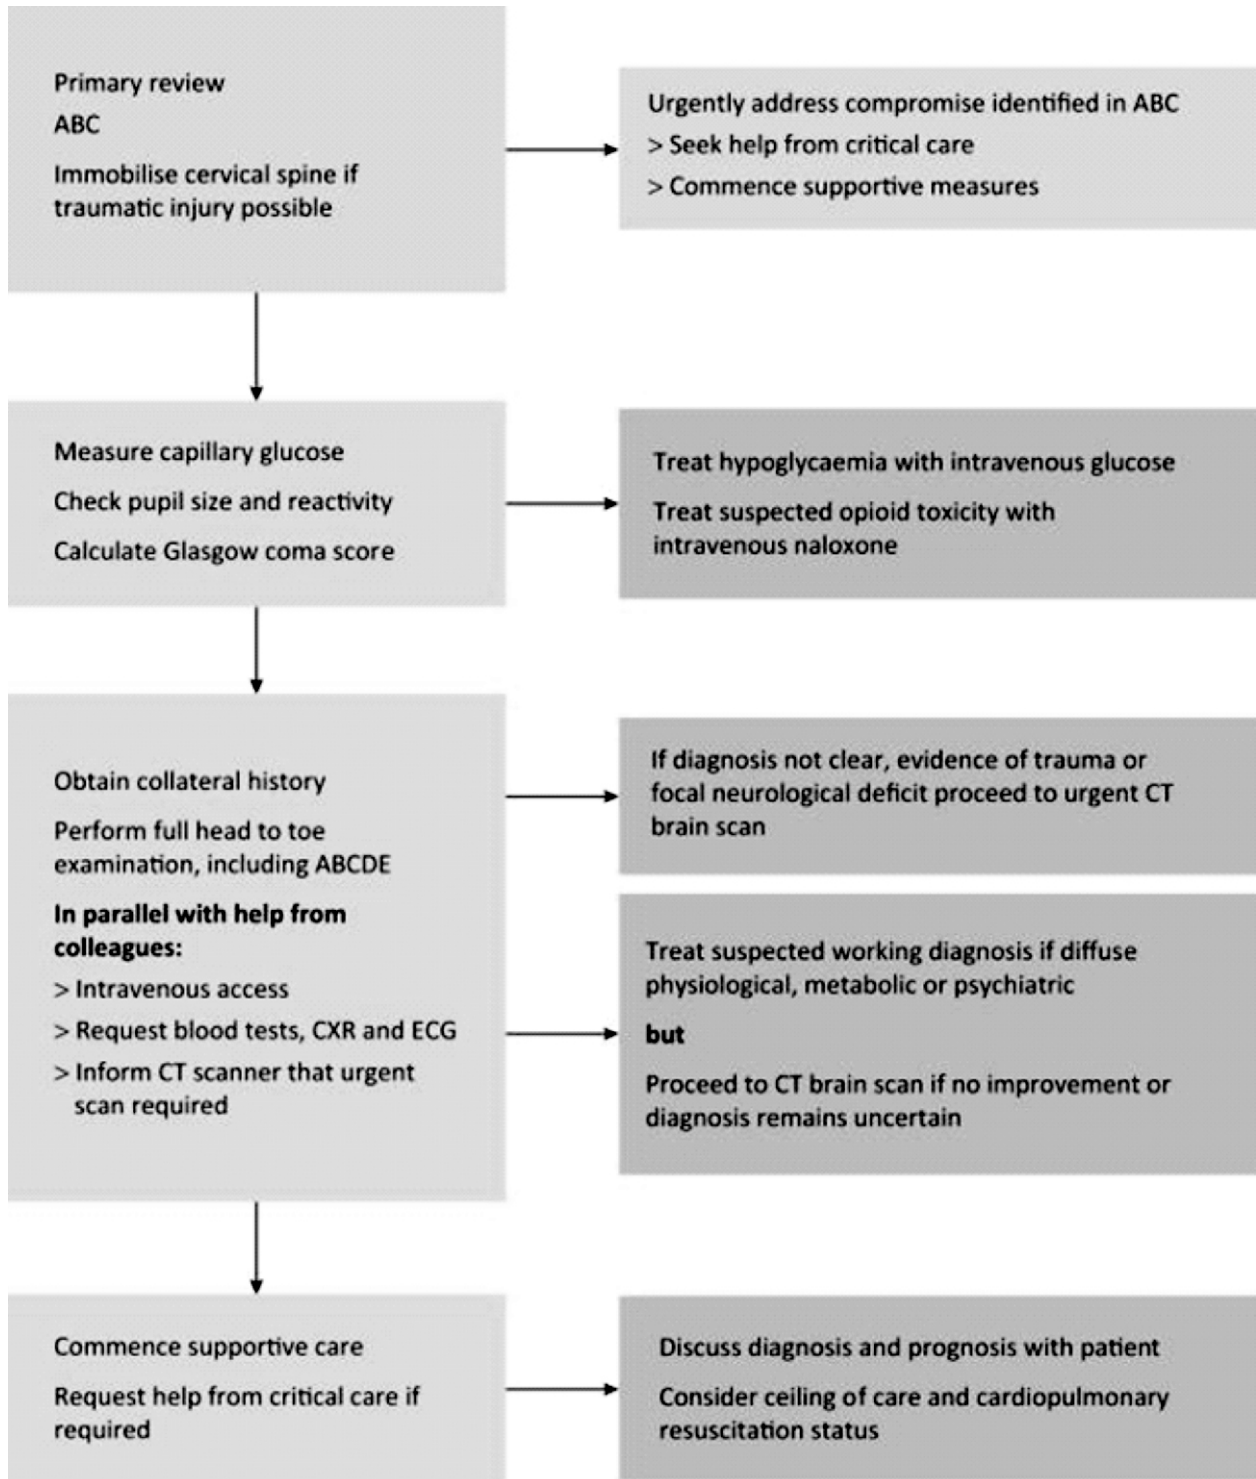 Primary review
ABC
Immobilise cervical spine if
traumatic injury possible
Urgently address compromise identified in ABC
> Seek help from critical care
> Commence supportive measures
Measure capillary glucose
Check pupil size and reactivity
Calculate Glasgow coma score
Treat hypoglycaemia with intravenous glucose
Treat suspected opioid toxicity with
intravenous naloxone
Obtain collateral history
Perform full head to toe
examination, including ABCDE
In parallel with help from
colleagues:
> Intravenous access
> Request blood tests, CXR and ECG
> Inform CT scanner that urgent
scan required
If diagnosis not clear, evidence of trauma or
focal neurological deficit proceed to urgent CT
brain scan
Treat suspected working diagnosis if diffuse
physiological, metabolic or psychiatric
but
Proceed to CT brain scan if no improvement or
diagnosis remains uncertain
Commence supportive care
Request help from critical care if
required
Discuss diagnosis and prognosis with patient
Consider ceiling of care and cardiopulmonary
resuscitation status